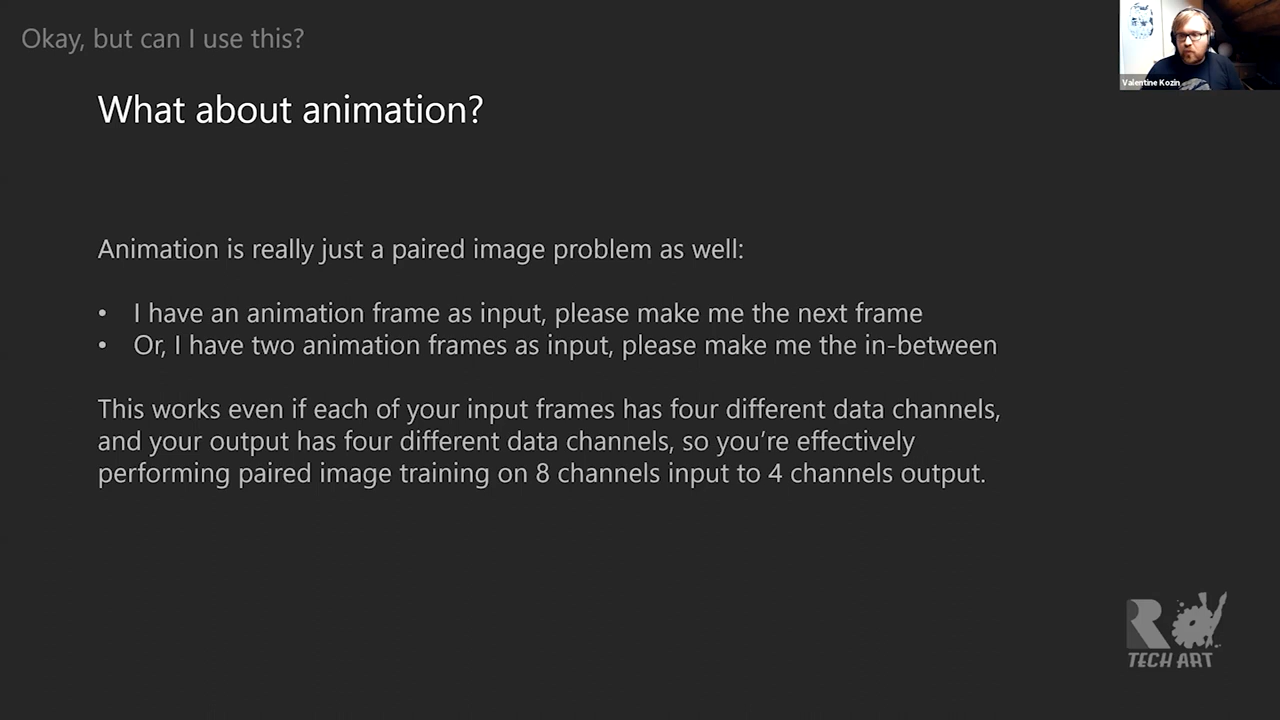 Okay, but can I use this?
Valentine Kozin
What about animation?
Animation is really just a paired image problem as well:
• I have an animation frame as input, please make me the next frame
• Or, I have two animation frames as input, please make me the in-between
This works even if each of your input frames has four different data channels,
and your output has four different data channels, so you’re effectively
performing paired image training on 8 channels input to 4 channels output.
R
TECH ART